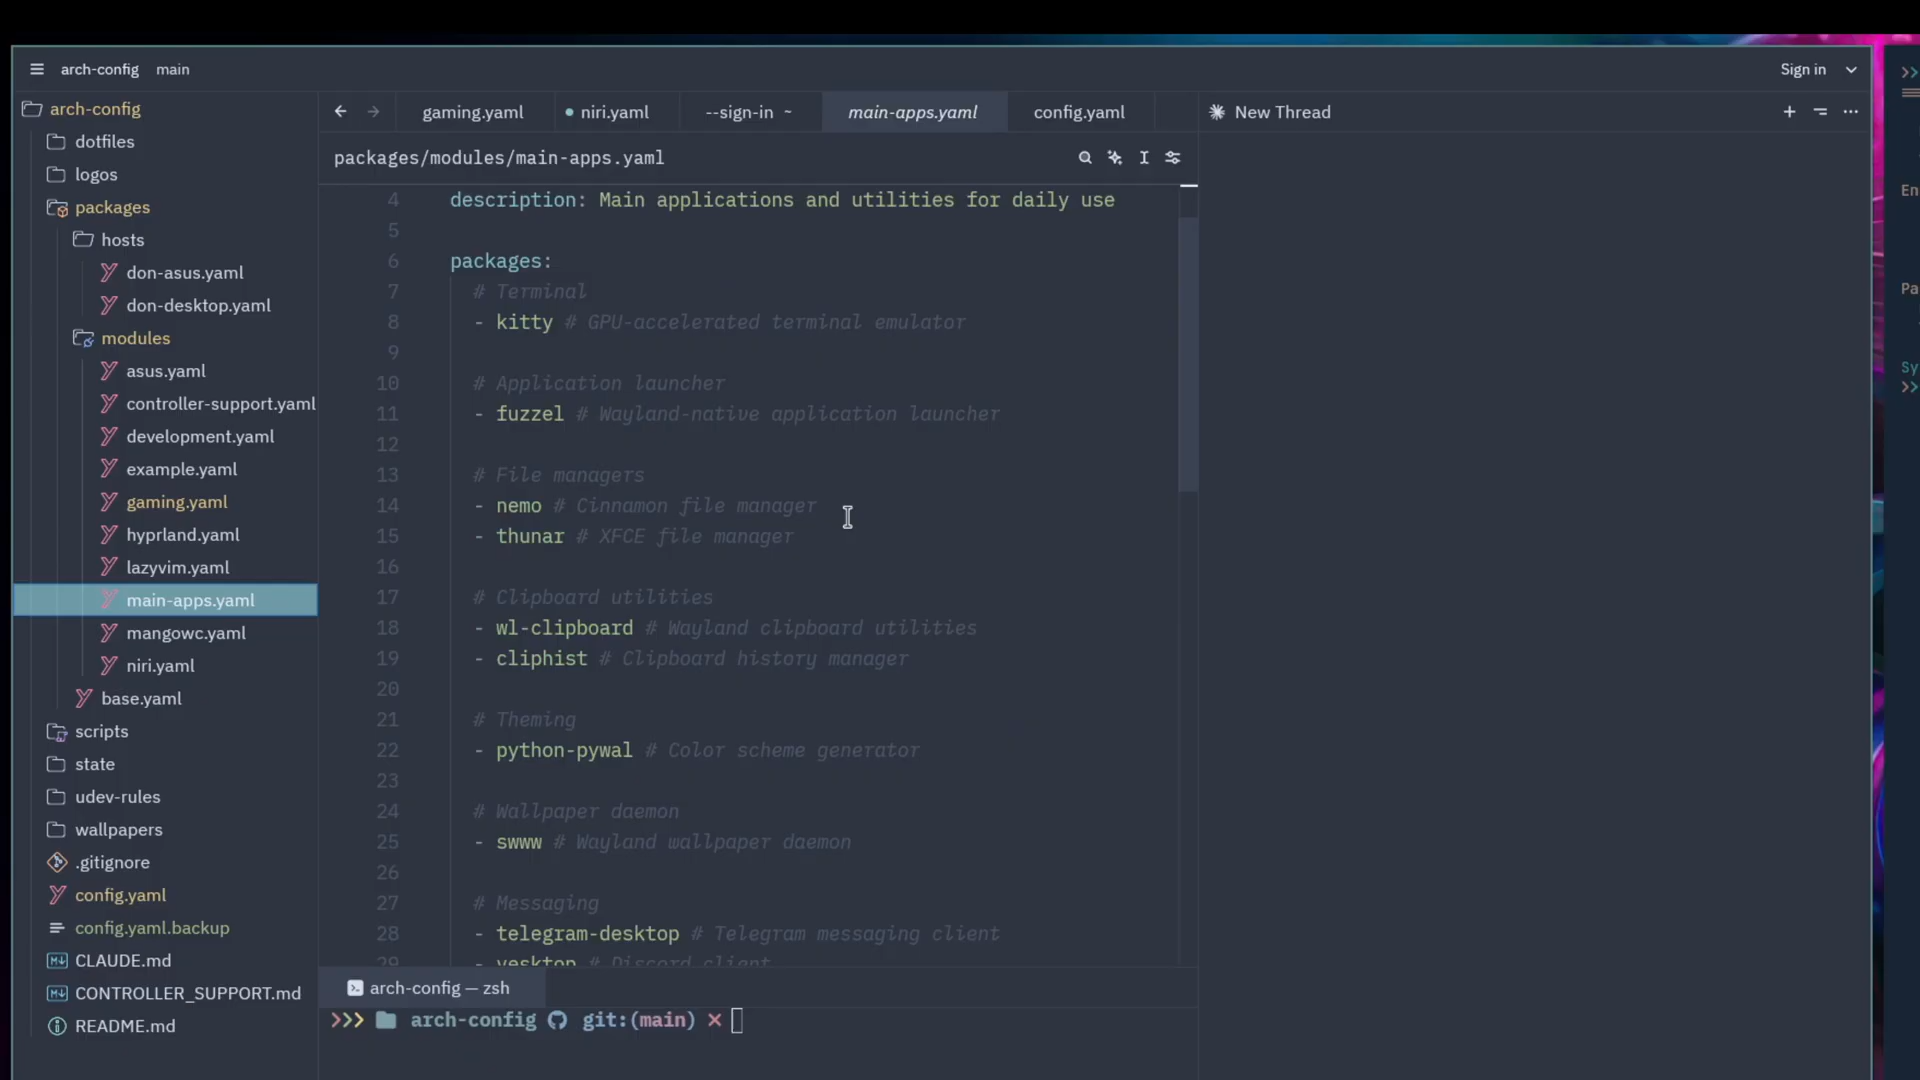 arch-config main
Sign in
arch-config
dotfiles
logos
packages
hosts
don-asus.yaml
don-desktop.yaml
modules
asus.yaml
controller-support.yaml
development.yaml
example.yaml
gaming.yaml
hyprland.yaml
lazyvim.yaml
main-apps.yaml
mangowc.yaml
niri.yaml
base.yaml
scripts
state
udev-rules
wallpapers
.gitignore
config.yaml
config.yaml.backup
CLAUDE.md
CONTROLLER_SUPPORT.md
README.md
gaming.yaml niri.yaml --sign-in ~ main-apps.yaml config.yaml
packages/modules/main-apps.yaml
4 description: Main applications and utilities for daily use
5
6 packages:
7 # Terminal
8 - kitty # GPU-accelerated terminal emulator
9
10 # Application launcher
11 - fuzzel # Wayland-native application launcher
12
13 # File managers
14 - nemo # Cinnamon file manager
15 - thunar # XFCE file manager
16
17 # Clipboard utilities
18 - wl-clipboard # Wayland clipboard utilities
19 - cliphist # Clipboard history manager
20
21 # Theming
22 - python-pywal # Color scheme generator
23
24 # Wallpaper daemon
25 - swww # Wayland wallpaper daemon
26
27 # Messaging
28 - telegram-desktop # Telegram messaging client
29 - vesktop # Discord client
arch-config — zsh
>>> arch-config git:(main) ✕
New Thread
>>
En
Pa
Sy
>>